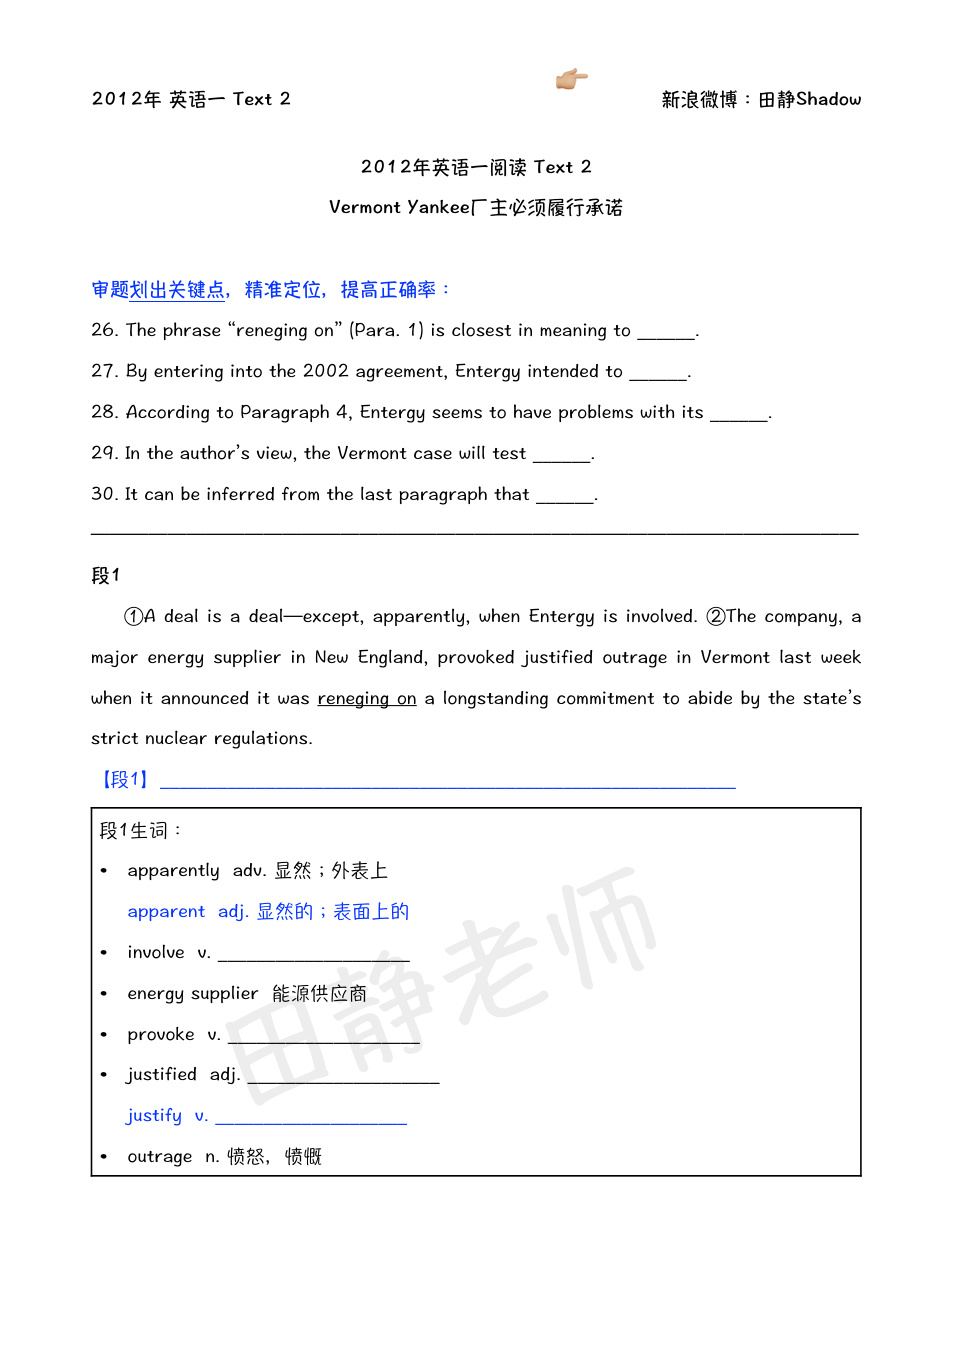 2012年 英语一 Text 2 新浪微博：田静Shadow
2012年英语一阅读 Text 2
Vermont Yankee厂主必须履行承诺
审题划出关键点，精准定位，提高正确率：
26. The phrase “reneging on” (Para. 1) is closest in meaning to ______.
27. By entering into the 2002 agreement, Entergy intended to ______.
28. According to Paragraph 4, Entergy seems to have problems with its ______.
29. In the author’s view, the Vermont case will test ______.
30. It can be inferred from the last paragraph that ______.
段1
①A deal is a deal—except, apparently, when Entergy is involved. ②The company, a
major energy supplier in New England, provoked justified outrage in Vermont last week
when it announced it was reneging on a longstanding commitment to abide by the state’s
strict nuclear regulations.
【段1】____________________________________________________________
段1生词：
• apparently adv. 显然；外表上
apparent adj. 显然的；表面上的
• involve v. ____________________
• energy supplier 能源供应商
• provoke v. ____________________
• justified adj. ____________________
justify v. ____________________
• outrage n. 愤怒，愤慨
田静老师